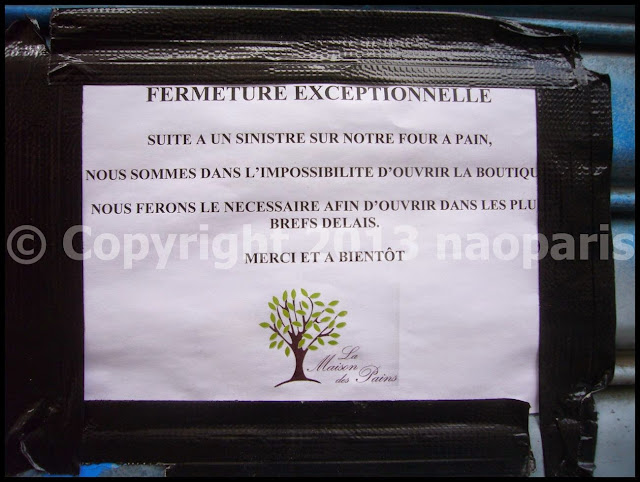 FERMETURE EXCEPTIONNELLE
SUITE A UN SINISTRE SUR NOTRE FOUR A PAIN,
NOUS SOMMES DANS L'IMPOSSIBILITE D'OUVRIR LA BOUTIQU
NOUS FERONS LE NECESSAIRE AFIN D'OUVRIR DANS LES PLU
BREFS DELAIS.
© Copyright 2013 naoparis
MERCI ET A BIENTÔT
La
Maison
des Pains